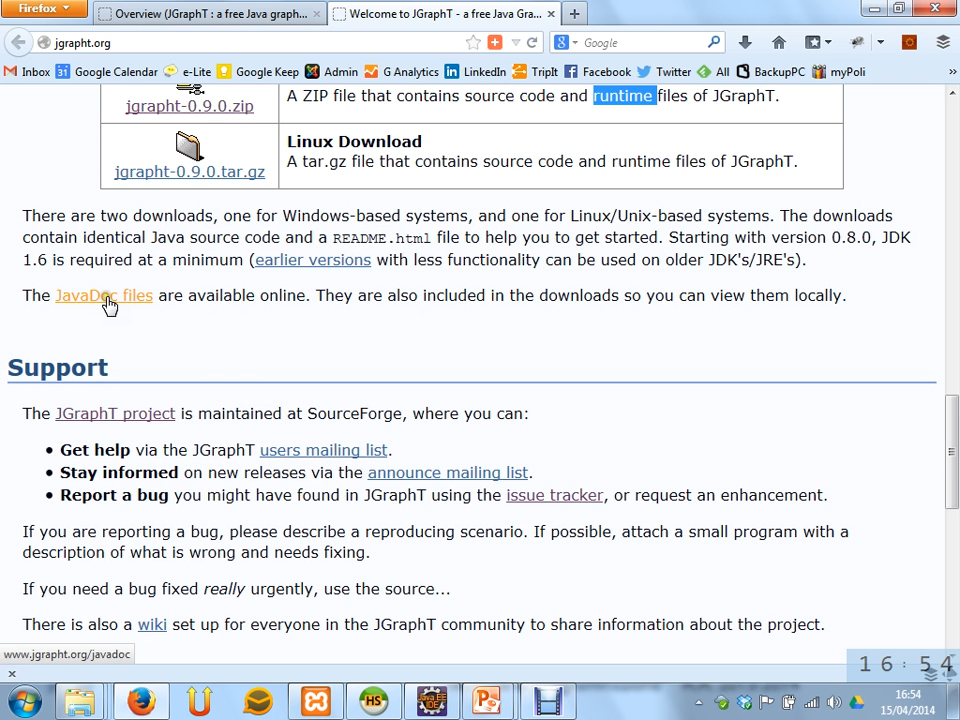 Firefox
Overview (JGraphT : a free Java graph...
Welcome to JGraphT - a free Java Gra...
jgrapht.org
Google
Inbox
Google Calendar
e-Lite
Google Keep
Admin
G Analytics
LinkedIn
TripIt
Facebook
Twitter
All
BackupPC
myPoli
jgrapht-0.9.0.zip
A ZIP file that contains source code and runtime files of JGraphT.
jgrapht-0.9.0.tar.gz
Linux Download
A tar.gz file that contains source code and runtime files of JGraphT.
There are two downloads, one for Windows-based systems, and one for Linux/Unix-based systems. The downloads
contain identical Java source code and a README.html file to help you to get started. Starting with version 0.8.0, JDK
1.6 is required at a minimum (earlier versions with less functionality can be used on older JDK's/JRE's).
The JavaDoc files are available online. They are also included in the downloads so you can view them locally.
Support
The JGraphT project is maintained at SourceForge, where you can:
• Get help via the JGraphT users mailing list.
• Stay informed on new releases via the announce mailing list.
• Report a bug you might have found in JGraphT using the issue tracker, or request an enhancement.
If you are reporting a bug, please describe a reproducing scenario. If possible, attach a small program with a
description of what is wrong and needs fixing.
If you need a bug fixed really urgently, use the source...
There is also a wiki set up for everyone in the JGraphT community to share information about the project.
www.jgrapht.org/javadoc
16:54
HS
Java EE
IDE
16:54
15/04/2014